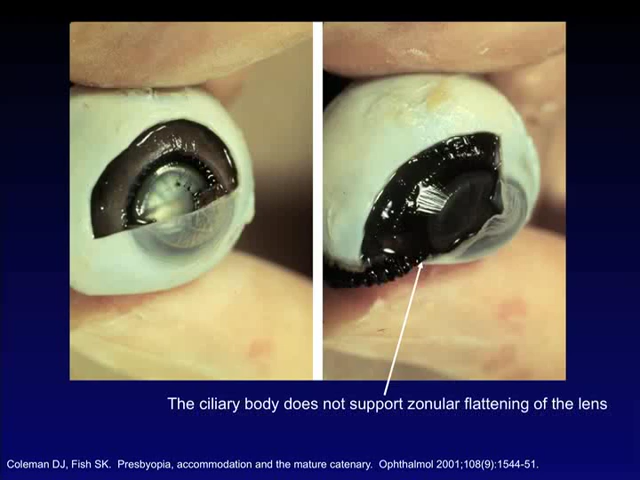 The ciliary body does not support zonular flattening of the lens
Coleman DJ, Fish SK.  Presbyopia, accommodation and the mature catenary.  Ophthalmol 2001;108(9):1544-51.